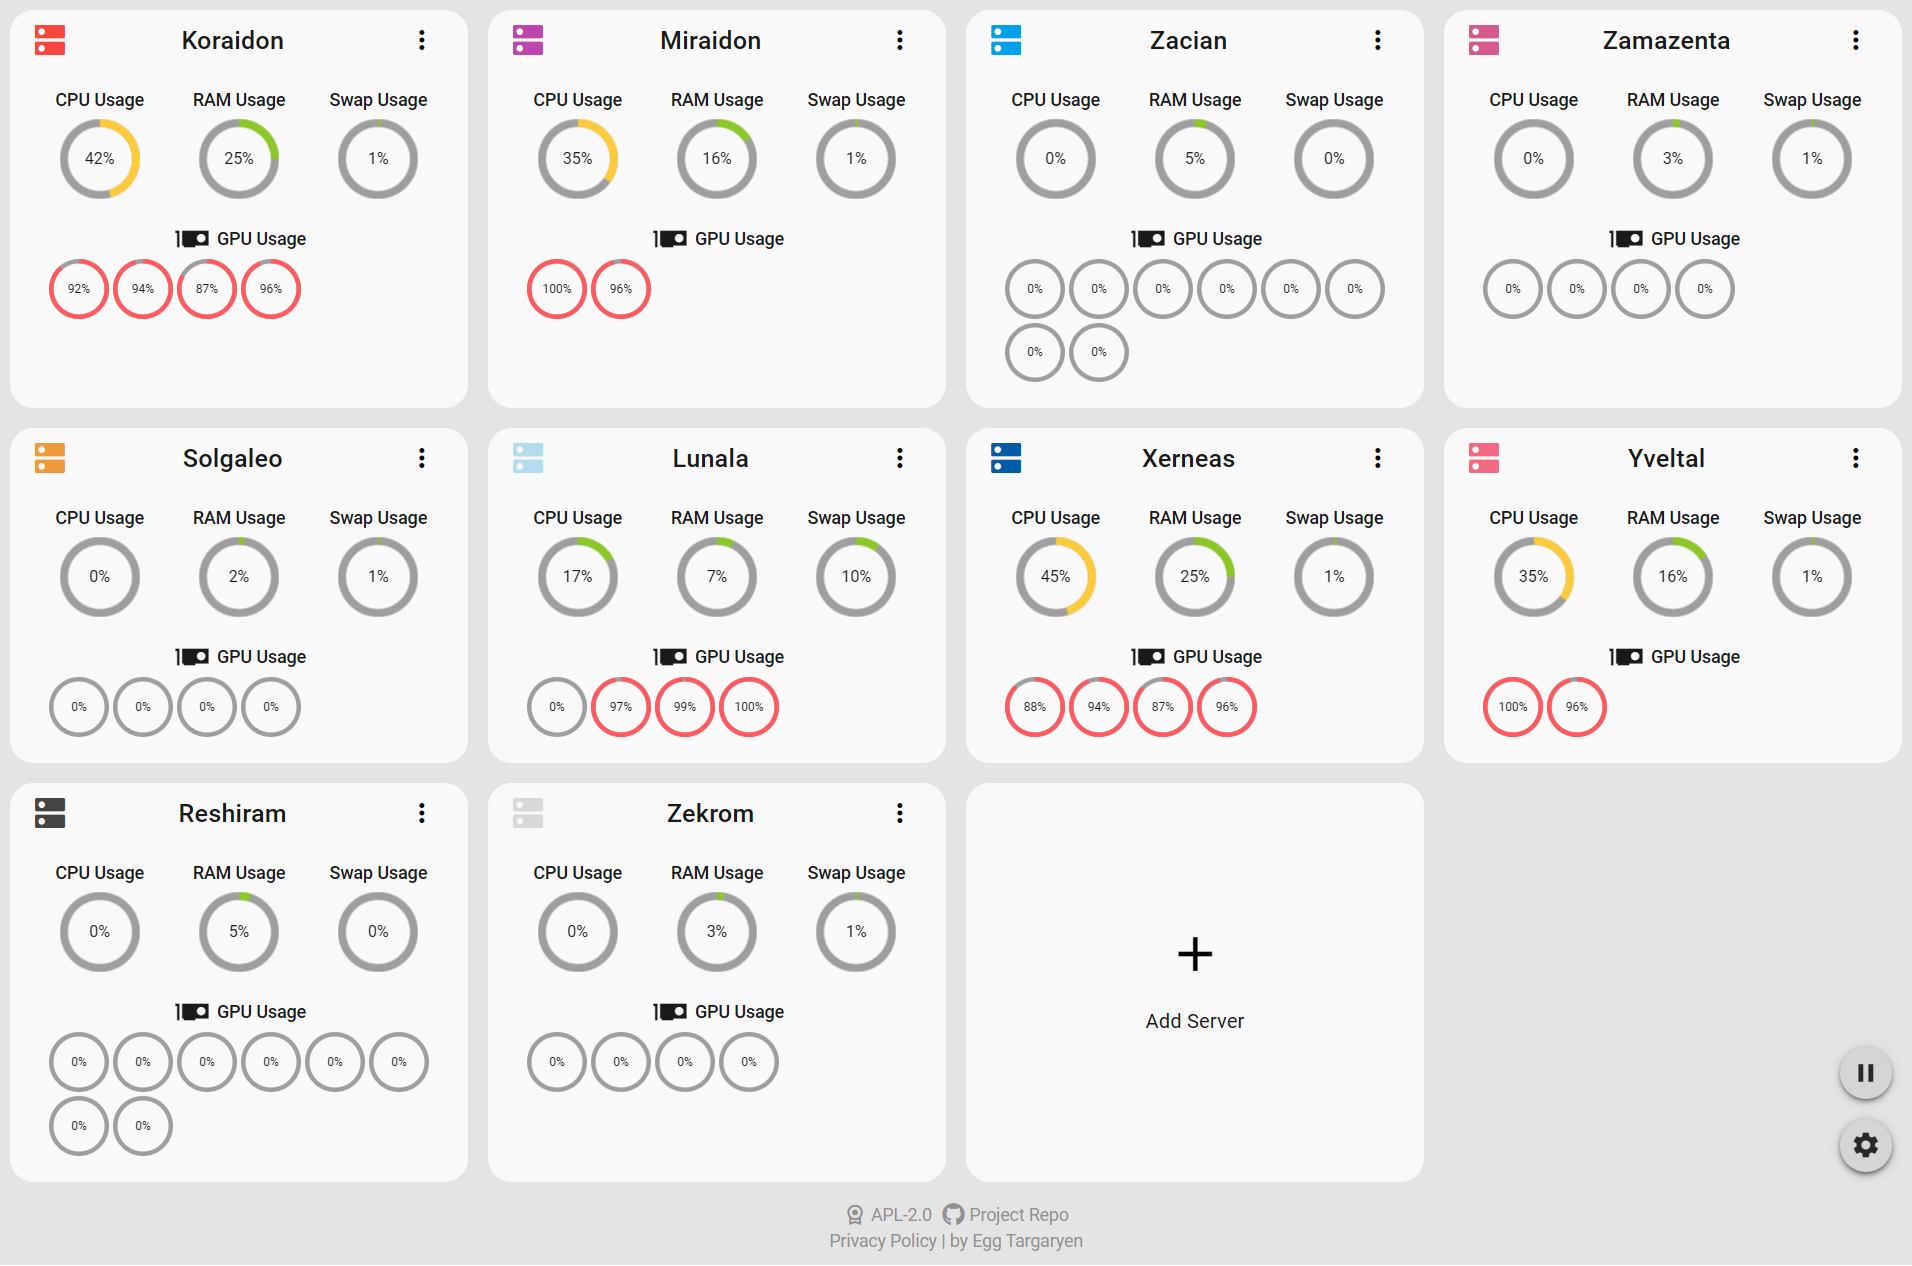 Koraidon
CPU Usage RAM Usage Swap Usage
42% 25% 1%
GPU Usage
92% 94% 87% 96%
Miraidon
CPU Usage RAM Usage Swap Usage
35% 16% 1%
GPU Usage
100% 96%
Zacian
CPU Usage RAM Usage Swap Usage
0% 5% 0%
GPU Usage
0% 0% 0% 0% 0% 0%
0% 0%
Zamazenta
CPU Usage RAM Usage Swap Usage
0% 3% 1%
GPU Usage
0% 0% 0% 0%
Solgaleo
CPU Usage RAM Usage Swap Usage
0% 2% 1%
GPU Usage
0% 0% 0% 0%
Lunala
CPU Usage RAM Usage Swap Usage
17% 7% 10%
GPU Usage
0% 97% 99% 100%
Xerneas
CPU Usage RAM Usage Swap Usage
45% 25% 1%
GPU Usage
88% 94% 87% 96%
Yveltal
CPU Usage RAM Usage Swap Usage
35% 16% 1%
GPU Usage
100% 96%
Reshiram
CPU Usage RAM Usage Swap Usage
0% 5% 0%
GPU Usage
0% 0% 0% 0% 0% 0%
0% 0%
Zekrom
CPU Usage RAM Usage Swap Usage
0% 3% 1%
GPU Usage
0% 0% 0% 0%
Add Server
APL-2.0 Project Repo
Privacy Policy | by Egg Targaryen